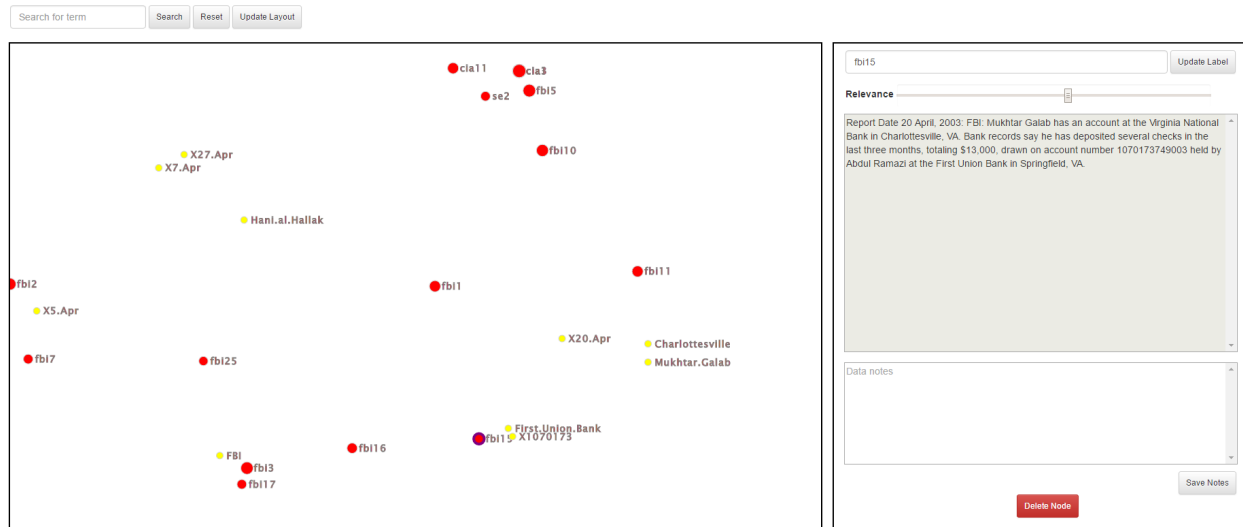 Search for term
Search
Reset
Update Layout
cia11
cia3
se2
fbi5
fbi10
X27.Apr
X7.Apr
Hani.al.Hallak
fbi2
fbi1
fbi11
X5.Apr
X20.Apr
Charlottesville
fbi7
fbi25
Mukhtar.Galab
First.Union.Bank
fbi15
X1070173
fbi16
FBI
fbi3
fbi17
fbi15
Update Label
Relevance
Report Date 20 April, 2003: FBI: Mukhtar Galab has an account at the Virginia National
Bank in Charlottesville, VA. Bank records say he has deposited several checks in the
last three months, totaling $13,000, drawn on account number 1070173749003 held by
Abdul Ramazi at the First Union Bank in Springfield, VA.
Data notes
Save Notes
Delete Node